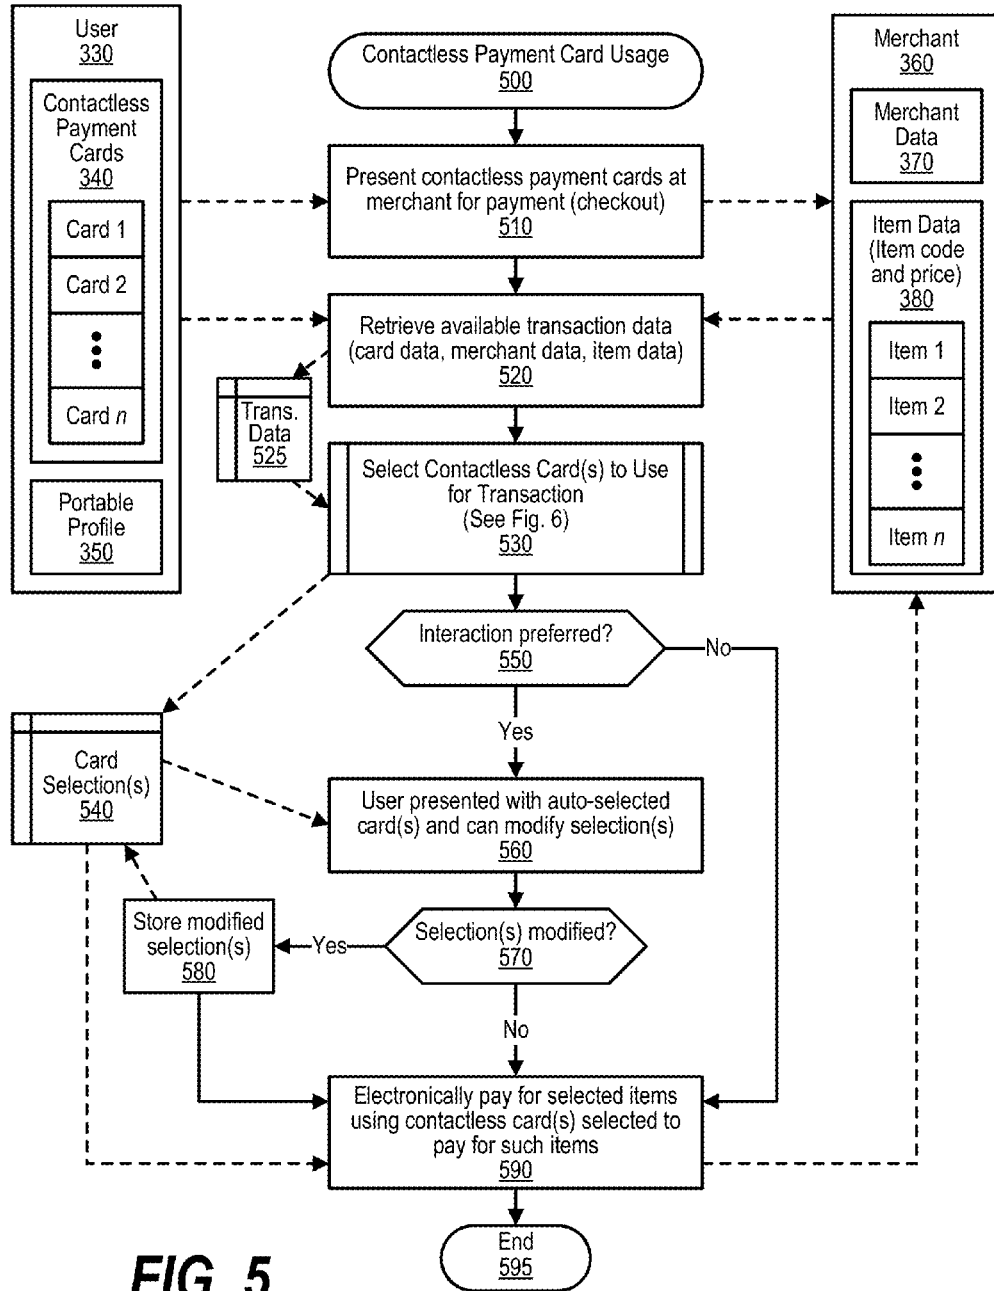 User
330
Contactless
Payment
Cards
340
Card 1
Card 2
Card n
Portable
Profile
350
Contactless Payment Card Usage
500
Present contactless payment cards at
merchant for payment (checkout)
510
Retrieve available transaction data
(card data, merchant data, item data)
520
Trans.
Data
525
Select Contactless Card(s) to Use
for Transaction
(See Fig. 6)
530
Merchant
360
Merchant
Data
370
Item Data
(Item code
and price)
380
Item 1
Item 2
Item n
Interaction preferred?
550
No
Yes
Card
Selection(s)
540
User presented with auto-selected
card(s) and can modify selection(s)
560
Selection(s) modified?
570
Yes
Store modified
selection(s)
580
No
Electronically pay for selected items
using contactless card(s) selected to
pay for such items
590
End
595
FIG. 5